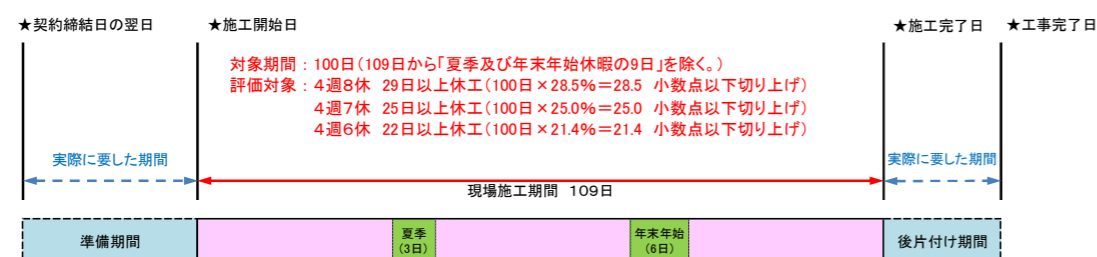 ★契約締結日の翌日
★施工開始日
★施工完了日
★工事完了日
対象期間：100日(109日から「夏季及び年末年始休暇の9日」を除く。)
評価対象：4週8休 29日以上休工(100日×28.5%=28.5 小数点以下切り上げ)
4週7休 25日以上休工(100日×25.0%=25.0 小数点以下切り上げ)
4週6休 22日以上休工(100日×21.4%=21.4 小数点以下切り上げ)
実際に要した期間
実際に要した期間
現場施工期間 109日
準備期間
夏季
(3日)
年末年始
(6日)
後片付け期間